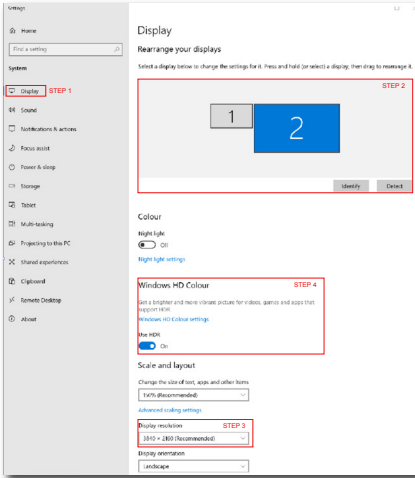 Settings
Home
Find a setting
System
Display STEP 1
Sound
Notifications & actions
Focus assist
Power & sleep
Storage
Tablet
Multi-tasking
Projecting to this PC
Shared experiences
Clipboard
Remote Desktop
About
Display
Rearrange your displays
Select a display below to change the settings for it. Press and hold (or select) a display, then drag to rearrange it.
STEP 2
1 2
Identify Detect
Colour
Night light
Off
Night light settings
Windows HD Colour STEP 4
Get a brighter and more vibrant picture for videos, games and apps that
support HDR
Windows HD Colour settings
Use HDR
On
Scale and layout
Change the size of text, apps and other items
150% (Recommended)
Advanced scaling settings
Display resolution STEP 3
3840 × 2160 (Recommended)
Display orientation
Landscape